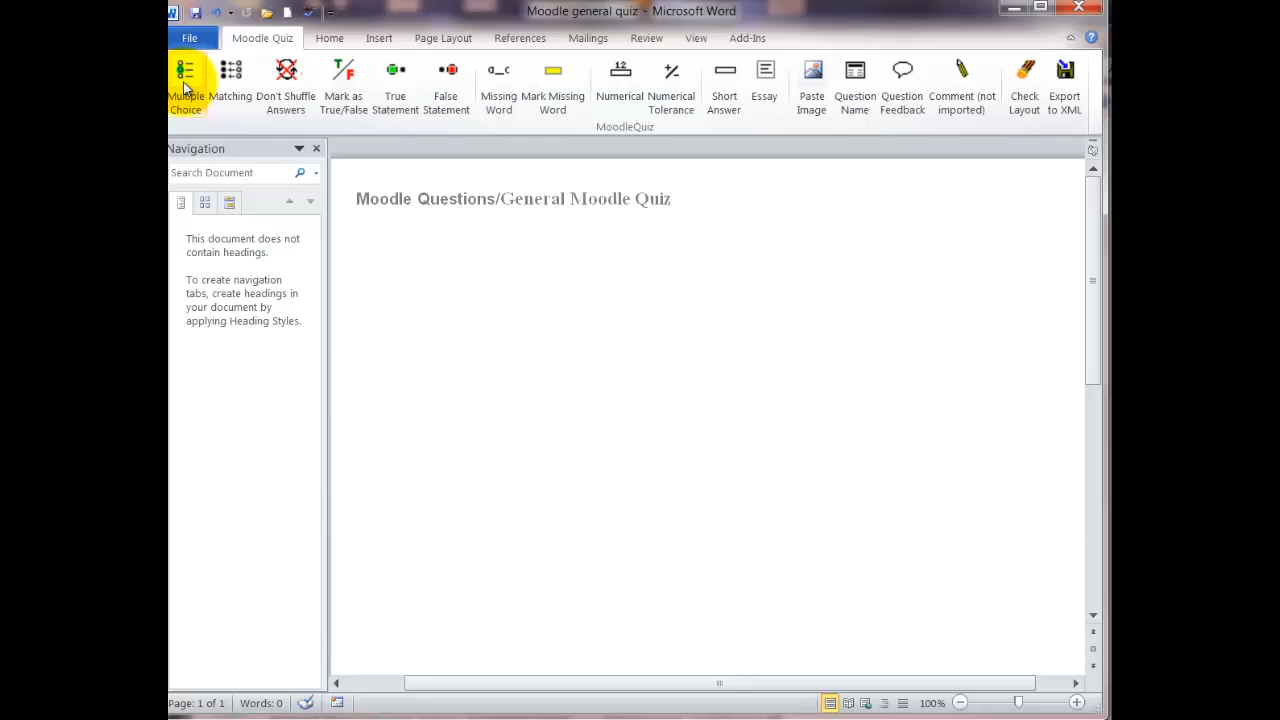 Moodle general quiz - Microsoft Word
File Moodle Quiz Home Insert Page Layout References Mailings Review View Add-Ins
Multiple Choice
Matching
Don't Shuffle Answers
Mark as True/False
True Statement
False Statement
Missing Word
Mark Missing Word
Numerical
Numerical Tolerance
Short Answer
Essay
Paste Image
Question Name
Question Feedback
Comment (not imported)
Check Layout
Export to XML
MoodleQuiz
Navigation
Search Document
This document does not
contain headings.
To create navigation
tabs, create headings in
your document by
applying Heading Styles.
Moodle Questions/General Moodle Quiz
Page: 1 of 1 Words: 0 100%